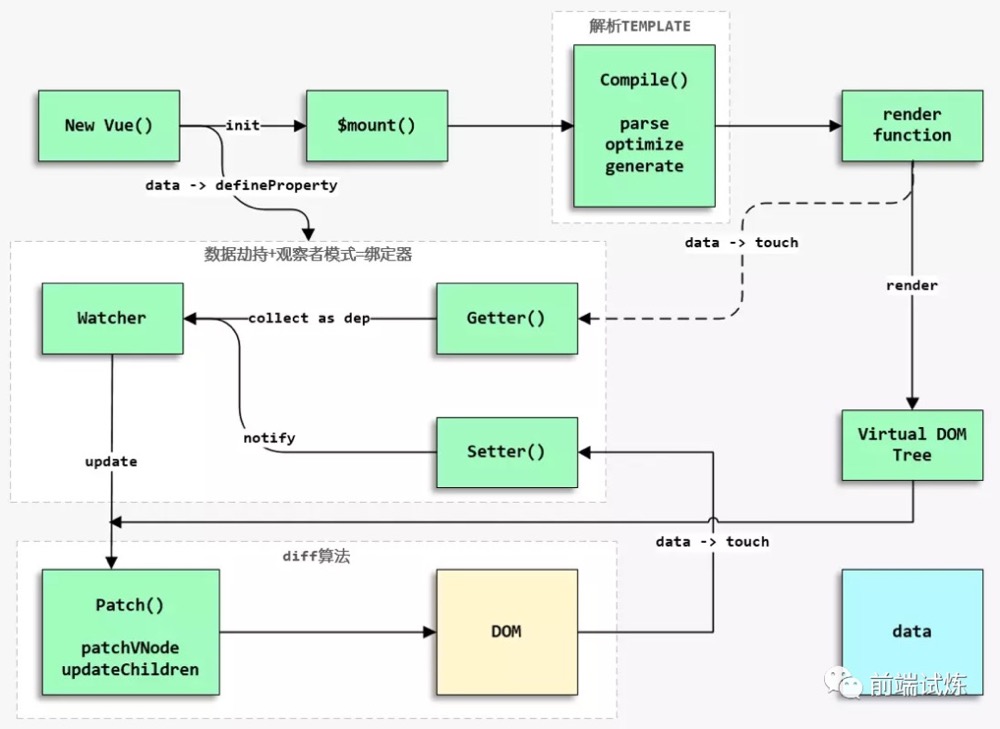 解析TEMPLATE
Compile()
parse
optimize
generate
New Vue()
init
$mount()
render
function
data -> defineProperty
data -> touch
数据劫持+观察者模式=绑定器
render
Watcher
collect as dep
Getter()
notify
Setter()
Virtual DOM
Tree
update
data -> touch
diff算法
Patch()
patchVNode
updateChildren
DOM
data
前端试炼